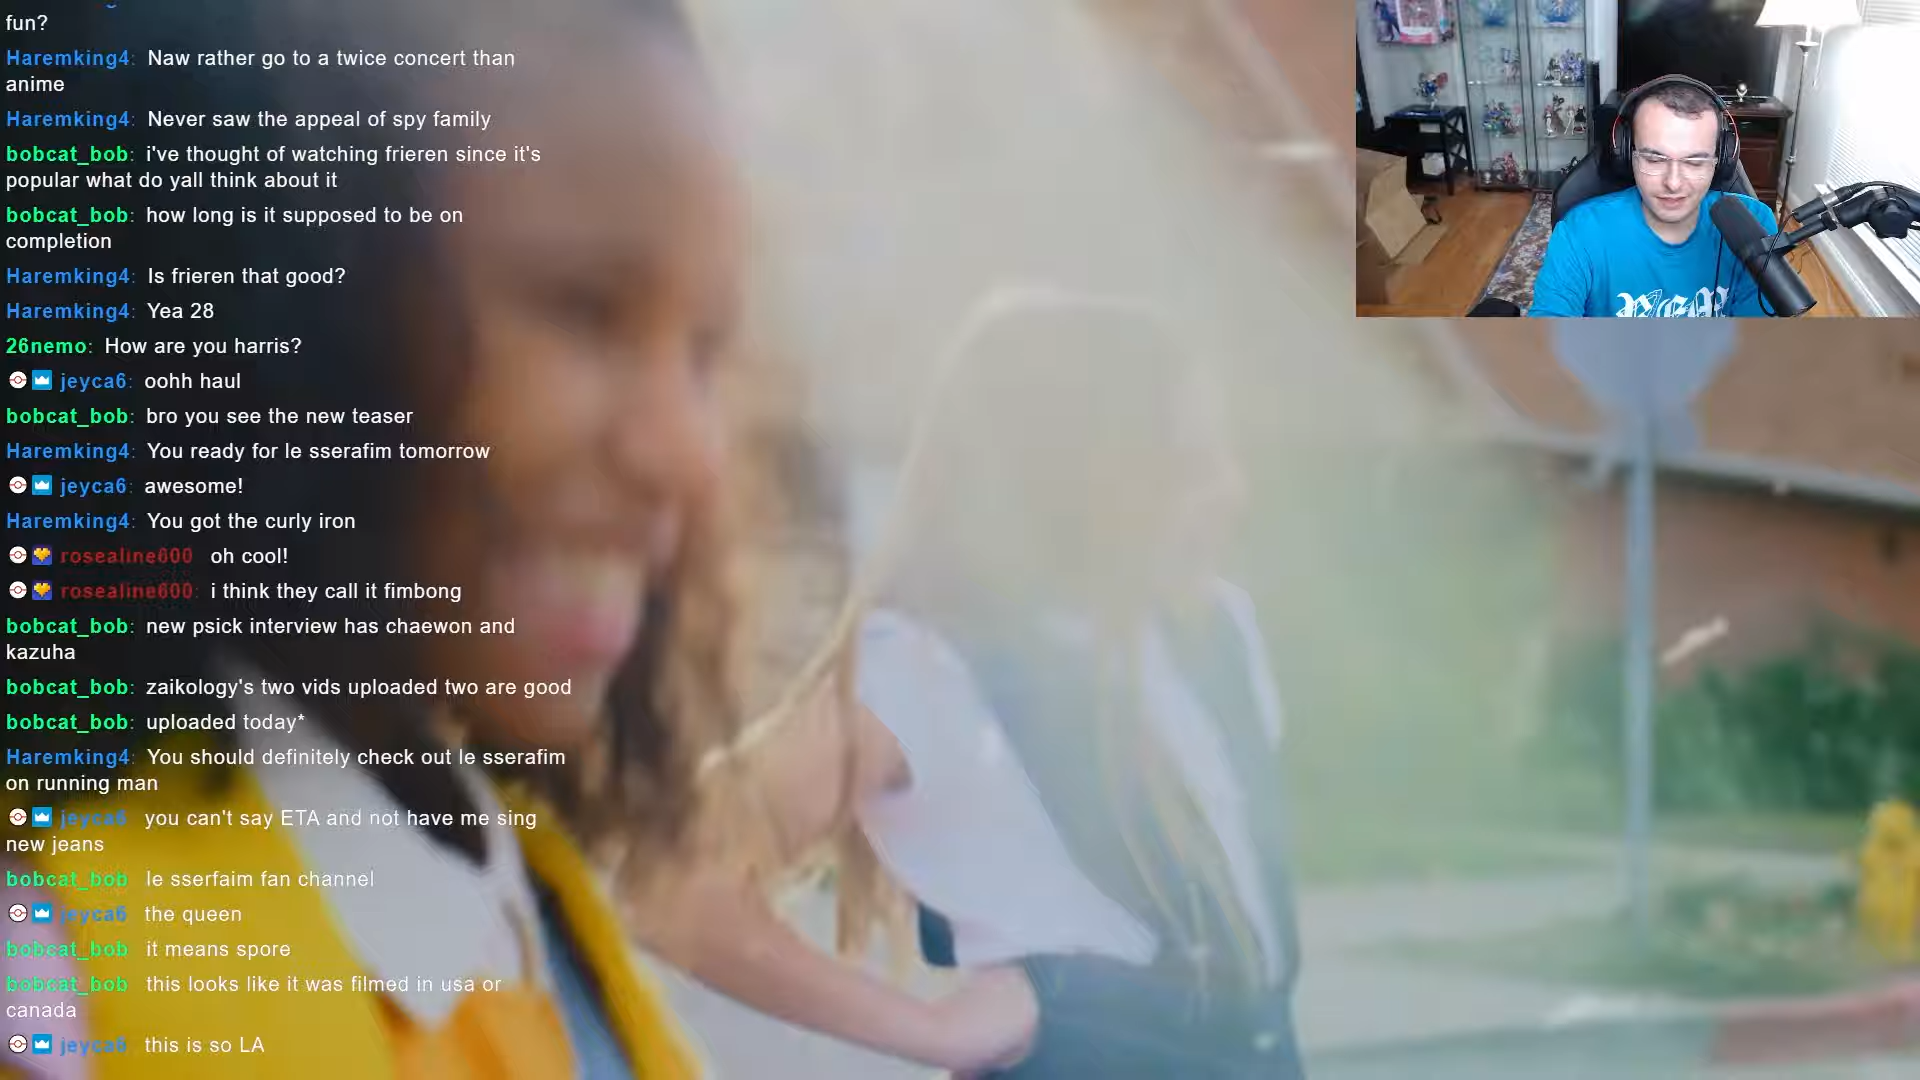 fun?
Haremking4: Naw rather go to a twice concert than
anime
Haremking4: Never saw the appeal of spy family
bobcat_bob: i've thought of watching frieren since it's
popular what do yall think about it
bobcat_bob: how long is it supposed to be on
completion
Haremking4: Is frieren that good?
Haremking4: Yea 28
26nemo: How are you harris?
jeyca6: oohh haul
bobcat_bob: bro you see the new teaser
Haremking4: You ready for le sserafim tomorrow
jeyca6: awesome!
Haremking4: You got the curly iron
rosealine600 oh cool!
rosealine600: i think they call it fimbong
bobcat_bob: new psick interview has chaewon and
kazuha
bobcat_bob: zaikology's two vids uploaded two are good
bobcat_bob: uploaded today*
Haremking4: You should definitely check out le sserafim
on running man
jeyca6 you can't say ETA and not have me sing
new jeans
bobcat_bob le sserfaim fan channel
jeyca6 the queen
bobcat_bob it means spore
bobcat_bob this looks like it was filmed in usa or
canada
jeyca6 this is so LA